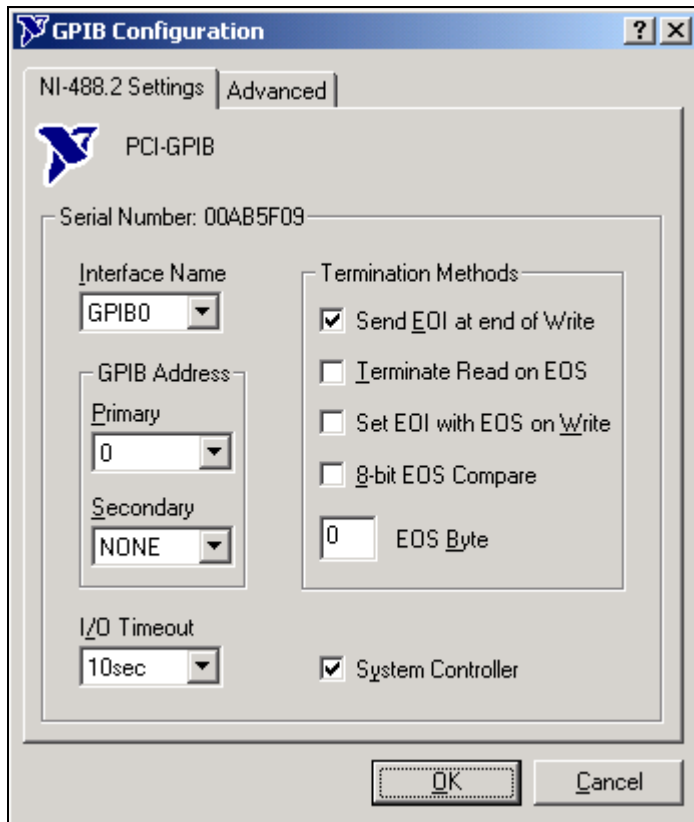 GPIB Configuration
NI-488.2 Settings
Advanced
PCI-GPIB
Serial Number: 00AB5F09
Interface Name
GPIB0
GPIB Address
Primary
0
Secondary
NONE
I/O Timeout
10sec
Termination Methods
Send EOI at end of Write
Terminate Read on EOS
Set EOI with EOS on Write
8-bit EOS Compare
0 EOS Byte
System Controller
OK
Cancel